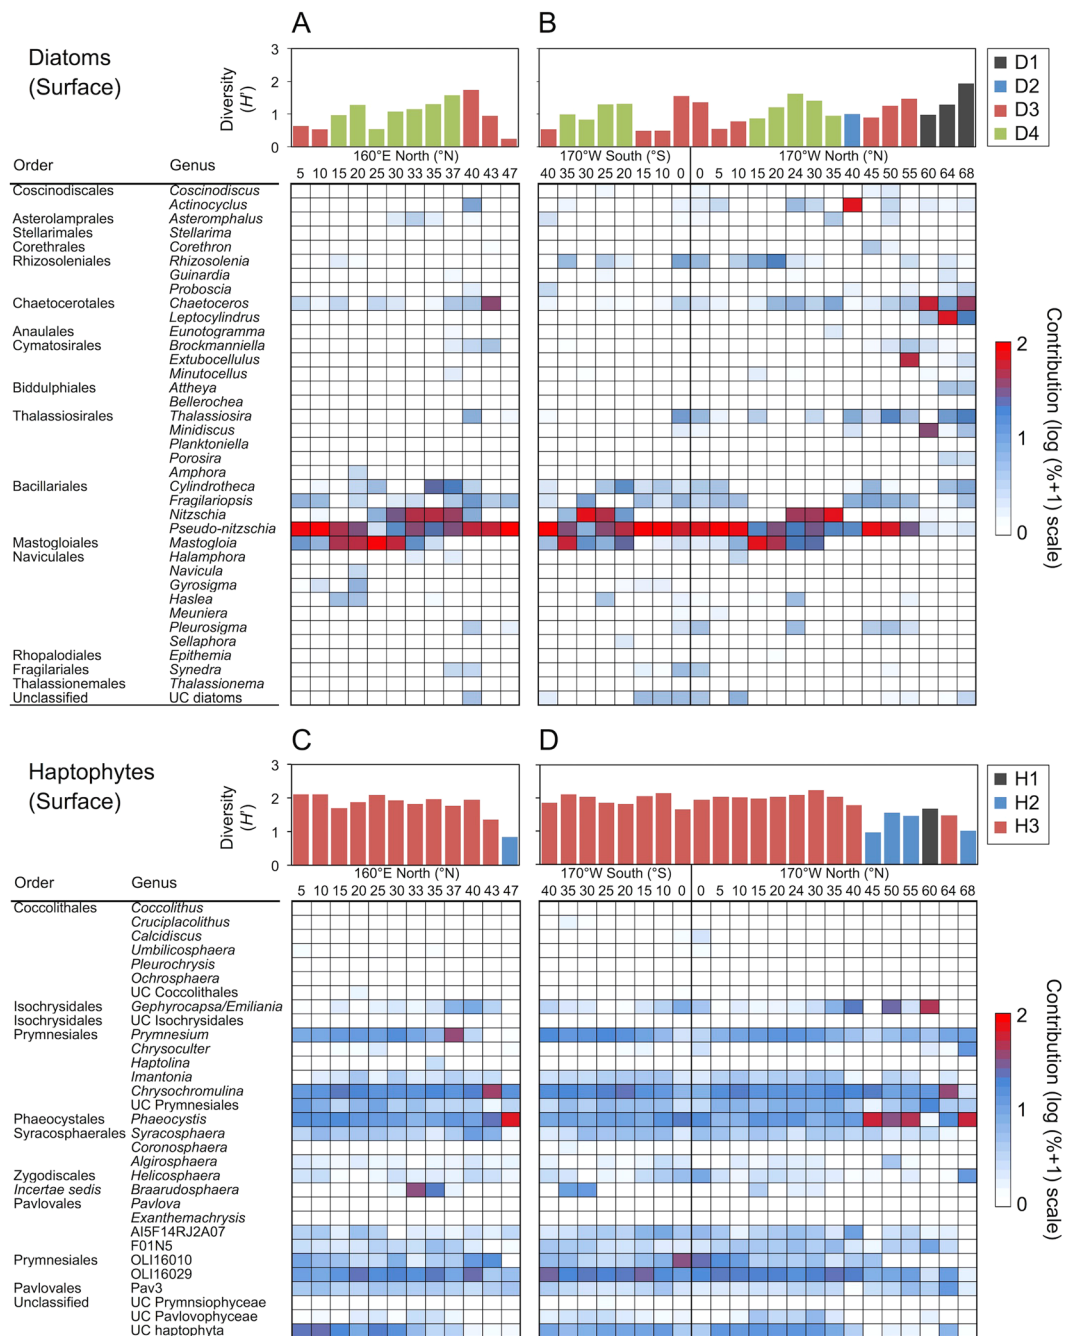 A
B
Diatoms
(Surface)
Diversity
(H')
3
2
1
0
D1
D2
D3
D4
160°E North (°N)
170°W South (°S)
170°W North (°N)
Order Genus
5 10 15 20 25 30 33 35 37 40 43 47
40 35 30 25 20 15 10 0 0 5 10 15 20 24 30 35 40 45 50 55 60 64 68
Coscinodiscales Coscinodiscus
Actinocyclus
Asterolamprales Asteromphalus
Stellarimales Stellarima
Corethrales Corethron
Rhizosoleniales Rhizosolenia
Guinardia
Proboscia
Chaetocerotales Chaetoceros
Leptocylindrus
Anaulales Eunotogramma
Cymatosirales Brockmanniella
Extubocellulus
Minutocellus
Biddulphiales Attheya
Bellerochea
Thalassiosirales Thalassiosira
Minidiscus
Planktoniella
Porosira
Amphora
Bacillariales Cylindrotheca
Fragilariopsis
Nitzschia
Pseudo-nitzschia
Mastogloiales Mastogloia
Naviculales Halamphora
Navicula
Gyrosigma
Haslea
Meuniera
Pleurosigma
Sellaphora
Rhopalodiales Epithemia
Fragilariales Synedra
Thalassionemales Thalassionema
Unclassified UC diatoms
2
1
0
Contribution (log (%+1) scale)
C
D
Haptophytes
(Surface)
Diversity
(H')
3
2
1
0
H1
H2
H3
160°E North (°N)
170°W South (°S)
170°W North (°N)
Order Genus
5 10 15 20 25 30 33 35 37 40 43 47
40 35 30 25 20 15 10 0 0 5 10 15 20 24 30 35 40 45 50 55 60 64 68
Coccolithales Coccolithus
Cruciplacolithus
Calcidiscus
Umbilicosphaera
Pleurochrysis
Ochrosphaera
UC Coccolithales
Isochrysidales Gephyrocapsa/Emiliania
Isochrysidales UC Isochrysidales
Prymnesiales Prymnesium
Chrysoculter
Haptolina
Imantonia
Chrysochromulina
UC Prymnesiales
Phaeocystales Phaeocystis
Syracosphaerales Syracosphaera
Coronosphaera
Algirosphaera
Zygodiscales Helicosphaera
Incertae sedis Braarudosphaera
Pavlovales Pavlova
Exanthemachrysis
AI5F14RJ2A07
F01N5
Prymnesiales OLI16010
OLI16029
Pavlovales Pav3
Unclassified UC Prymnsiophyceae
UC Pavlovophyceae
UC haptophyta
2
1
0
Contribution (log (%+1) scale)